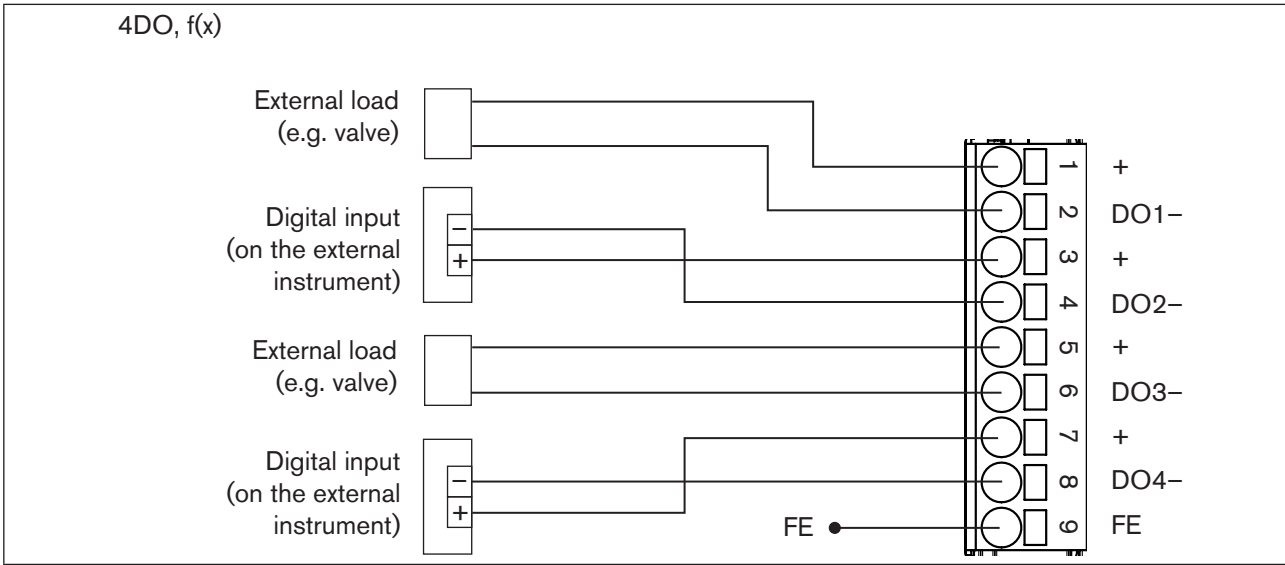 4DO, f(x)
External load
(e.g. valve)
Digital input
(on the external
instrument)
−
+
External load
(e.g. valve)
Digital input
(on the external
instrument)
−
+
FE
1 +
2 DO1−
3 +
4 DO2−
5 +
6 DO3−
7 +
8 DO4−
9 FE